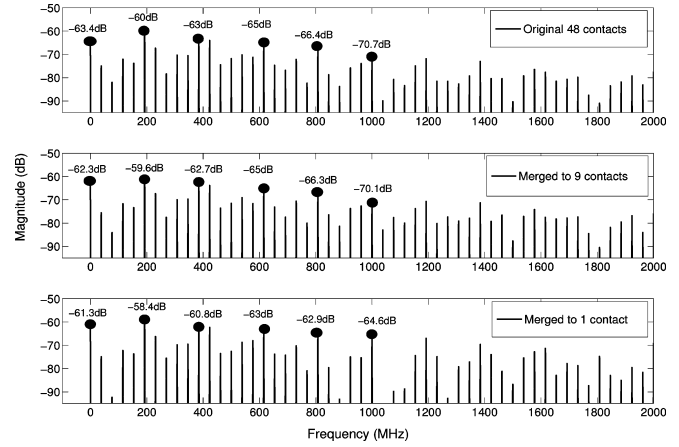 −50
−60
−70
−80
−90
−63.4dB
−60dB
−63dB
−65dB
−66.4dB
−70.7dB
Original 48 contacts
0 200 400 600 800 1000 1200 1400 1600 1800 2000
Magnitude (dB)
−50
−60
−70
−80
−90
−62.3dB
−59.6dB
−62.7dB
−65dB
−66.3dB
−70.1dB
Merged to 9 contacts
0 200 400 600 800 1000 1200 1400 1600 1800 2000
−50
−60
−70
−80
−90
−61.3dB
−58.4dB
−60.8dB
−63dB
−62.9dB
−64.6dB
Merged to 1 contact
0 200 400 600 800 1000 1200 1400 1600 1800 2000
Frequency (MHz)